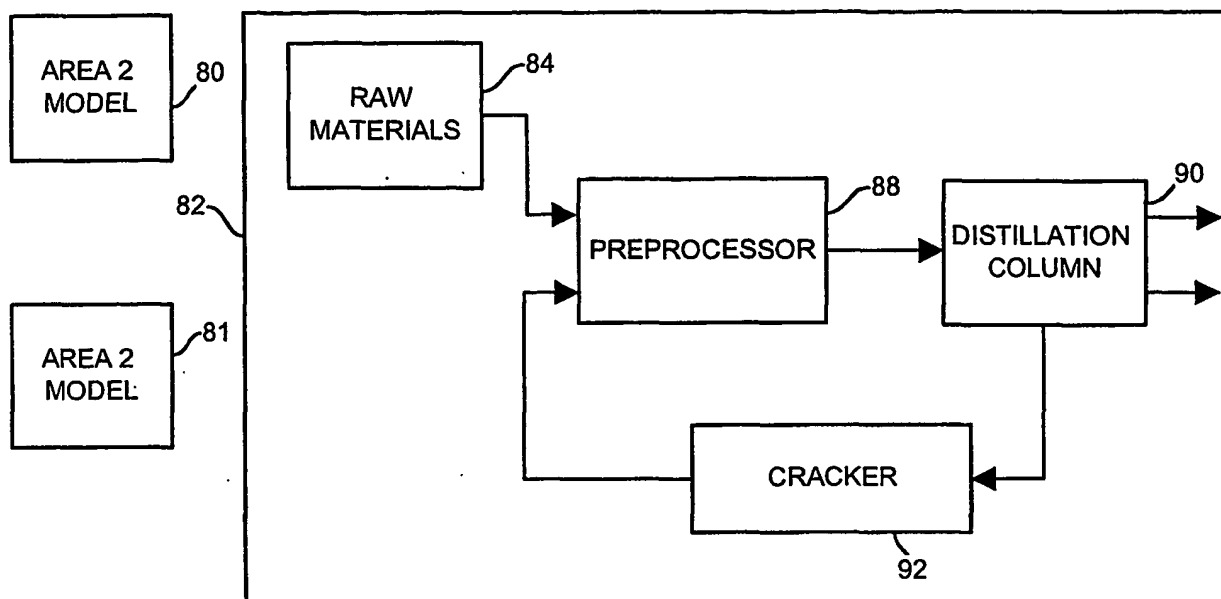 AREA 2
MODEL
80
82
81
AREA 2
MODEL
RAW
MATERIALS
84
PREPROCESSOR
88
DISTILLATION
COLUMN
90
CRACKER
92